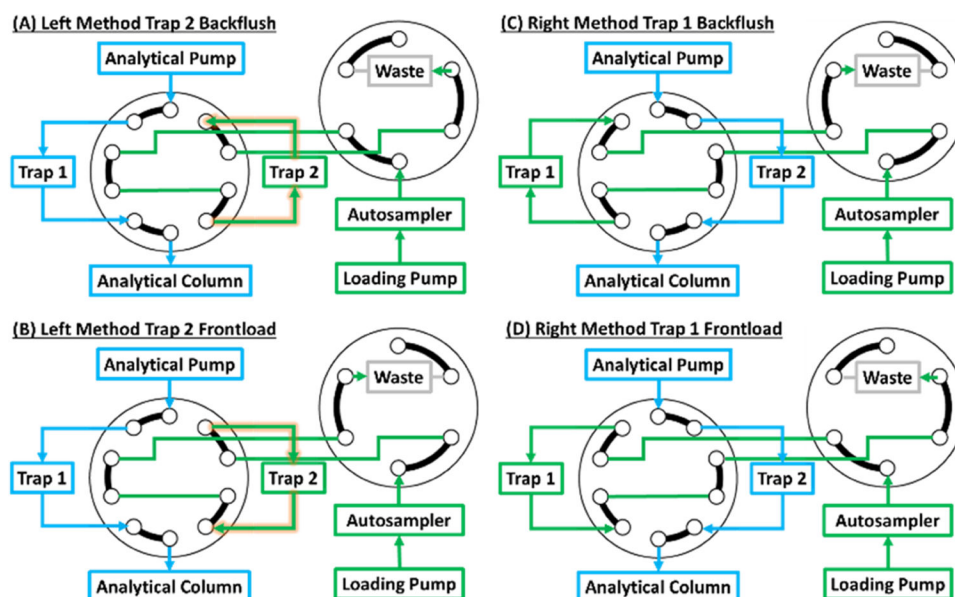 (A) Left Method Trap 2 Backflush
Analytical Pump
Waste
Trap 1
Trap 2
Autosampler
Analytical Column
Loading Pump
(C) Right Method Trap 1 Backflush
Analytical Pump
Waste
Trap 1
Trap 2
Autosampler
Analytical Column
Loading Pump
(B) Left Method Trap 2 Frontload
Analytical Pump
Waste
Trap 1
Trap 2
Autosampler
Analytical Column
Loading Pump
(D) Right Method Trap 1 Frontload
Analytical Pump
Waste
Trap 1
Trap 2
Autosampler
Analytical Column
Loading Pump